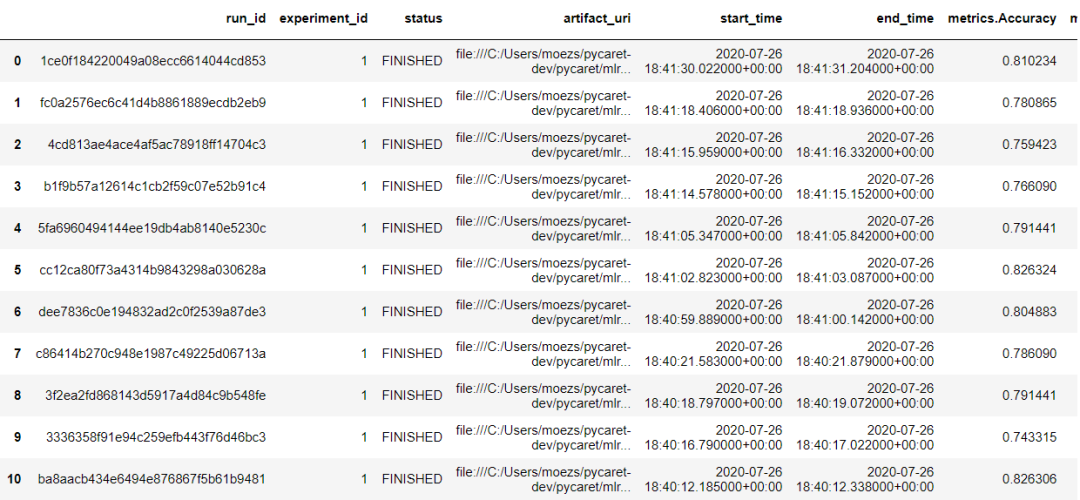 run_id experiment_id status artifact_uri start_time end_time metrics.Accuracy
0 1ce0f184220049a08ecc6614044cd853 1 FINISHED file:///C:/Users/moezs/pycaret-dev/pycaret/mlr... 2020-07-26 18:41:30.022000+00:00 2020-07-26 18:41:31.204000+00:00 0.810234
1 fc0a2576ec6c41d4b8861889ecdb2eb9 1 FINISHED file:///C:/Users/moezs/pycaret-dev/pycaret/mlr... 2020-07-26 18:41:18.406000+00:00 2020-07-26 18:41:18.936000+00:00 0.780865
2 4cd813ae4ace4af5ac78918ff14704c3 1 FINISHED file:///C:/Users/moezs/pycaret-dev/pycaret/mlr... 2020-07-26 18:41:15.959000+00:00 2020-07-26 18:41:16.332000+00:00 0.759423
3 b1f9b57a12614c1cb2f59c07e52b91c4 1 FINISHED file:///C:/Users/moezs/pycaret-dev/pycaret/mlr... 2020-07-26 18:41:14.578000+00:00 2020-07-26 18:41:15.152000+00:00 0.766090
4 5fa6960494144ee19db4ab8140e5230c 1 FINISHED file:///C:/Users/moezs/pycaret-dev/pycaret/mlr... 2020-07-26 18:41:05.347000+00:00 2020-07-26 18:41:05.842000+00:00 0.791441
5 cc12ca80f73a4314b9843298a030628a 1 FINISHED file:///C:/Users/moezs/pycaret-dev/pycaret/mlr... 2020-07-26 18:41:02.823000+00:00 2020-07-26 18:41:03.087000+00:00 0.826324
6 dee7836c0e194832ad2c0f2539a87de3 1 FINISHED file:///C:/Users/moezs/pycaret-dev/pycaret/mlr... 2020-07-26 18:40:59.889000+00:00 2020-07-26 18:41:00.142000+00:00 0.804883
7 c86414b270c948e1987c49225d06713a 1 FINISHED file:///C:/Users/moezs/pycaret-dev/pycaret/mlr... 2020-07-26 18:40:21.583000+00:00 2020-07-26 18:40:21.879000+00:00 0.786090
8 3f2ea2fd868143d5917a4d84c9b548fe 1 FINISHED file:///C:/Users/moezs/pycaret-dev/pycaret/mlr... 2020-07-26 18:40:18.797000+00:00 2020-07-26 18:40:19.072000+00:00 0.791441
9 3336358f91e94c259efb443f76d46bc3 1 FINISHED file:///C:/Users/moezs/pycaret-dev/pycaret/mlr... 2020-07-26 18:40:16.790000+00:00 2020-07-26 18:40:17.022000+00:00 0.743315
10 ba8aacb434e6494e876867f5b61b9481 1 FINISHED file:///C:/Users/moezs/pycaret-dev/pycaret/mlr... 2020-07-26 18:40:12.185000+00:00 2020-07-26 18:40:12.338000+00:00 0.826306